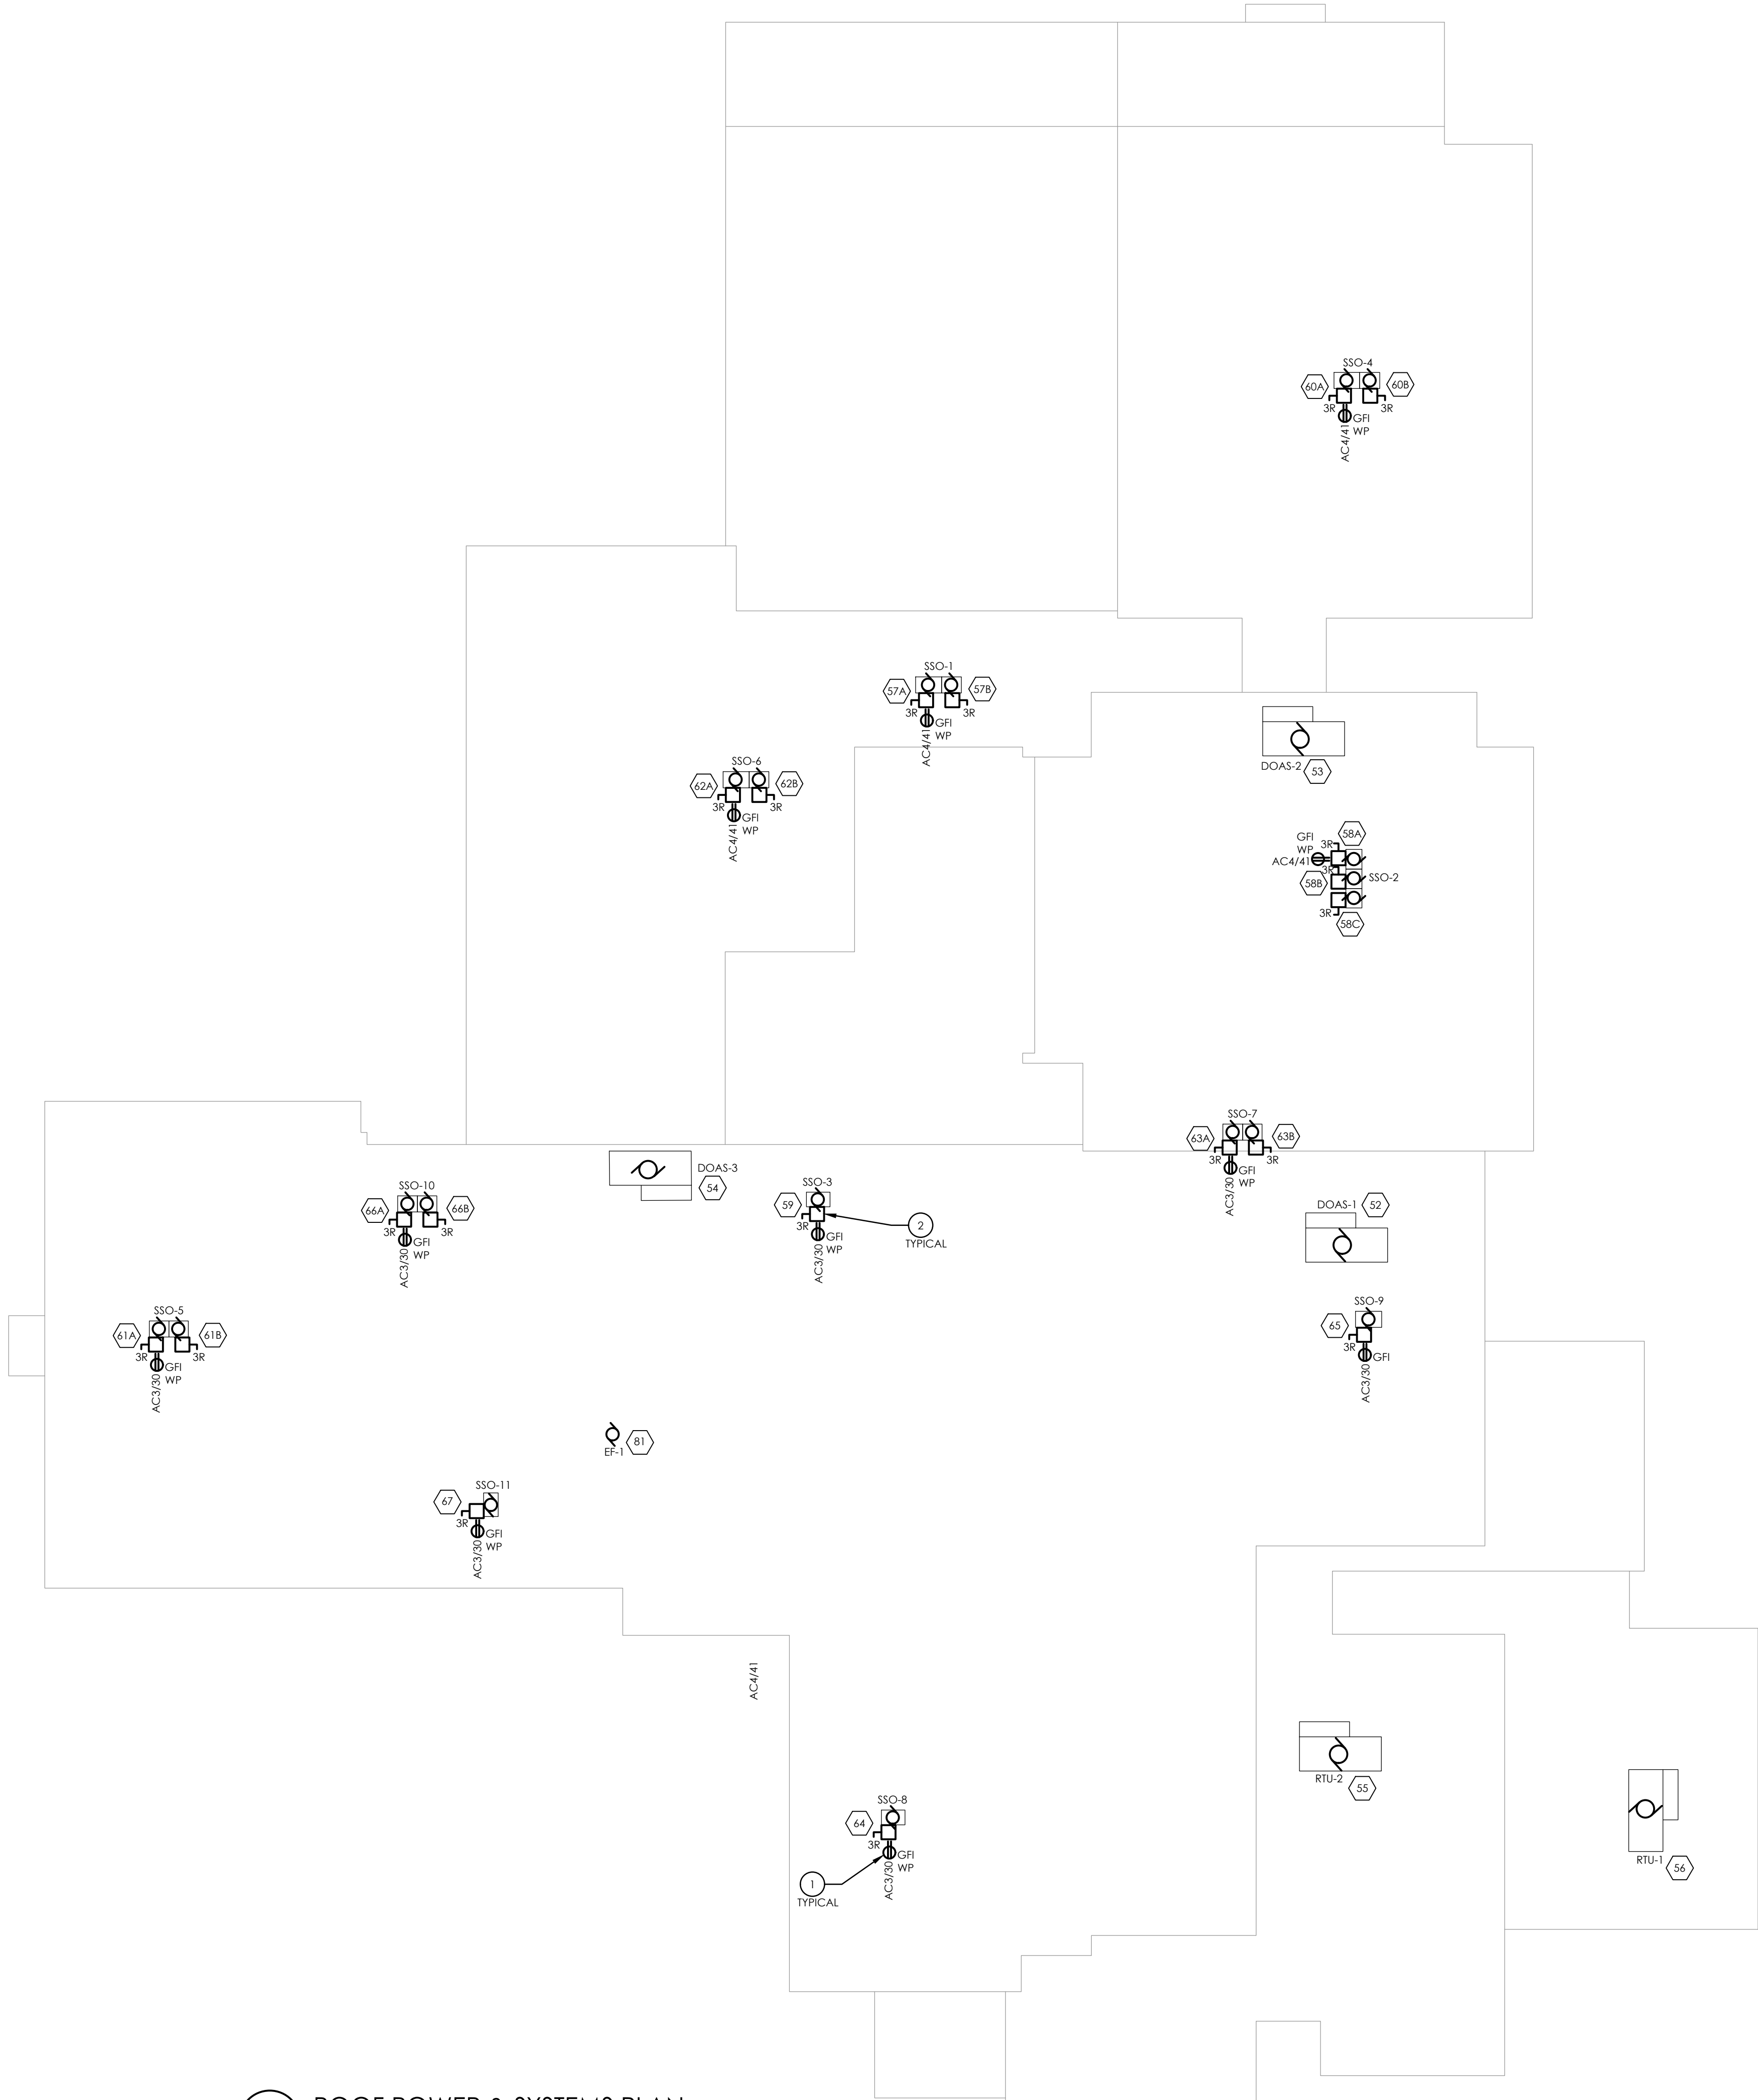 SSO-4
60A
60B
3R
3R
GFI
WP
AC4/41
SSO-1
57A
57B
3R
3R
GFI
WP
AC4/41
SSO-6
62A
62B
3R
3R
GFI
WP
AC4/41
DOAS-2
53
58A
GFI
WP
3R
AC4/41
3R
58B
SSO-2
3R
58C
SSO-7
63A
63B
3R
3R
GFI
WP
AC3/30
DOAS-3
54
SSO-3
59
3R
GFI
WP
AC3/30
2
TYPICAL
SSO-10
66A
66B
3R
3R
GFI
WP
AC3/30
DOAS-1
52
SSO-5
61A
61B
3R
3R
GFI
WP
AC3/30
SSO-9
65
3R
GFI
AC3/30
EF-1
81
SSO-11
67
3R
GFI
WP
AC3/30
AC4/41
RTU-2
55
SSO-8
64
3R
GFI
WP
AC3/30
1
TYPICAL
RTU-1
56
ROOF POWER & SYSTEMS PLAN